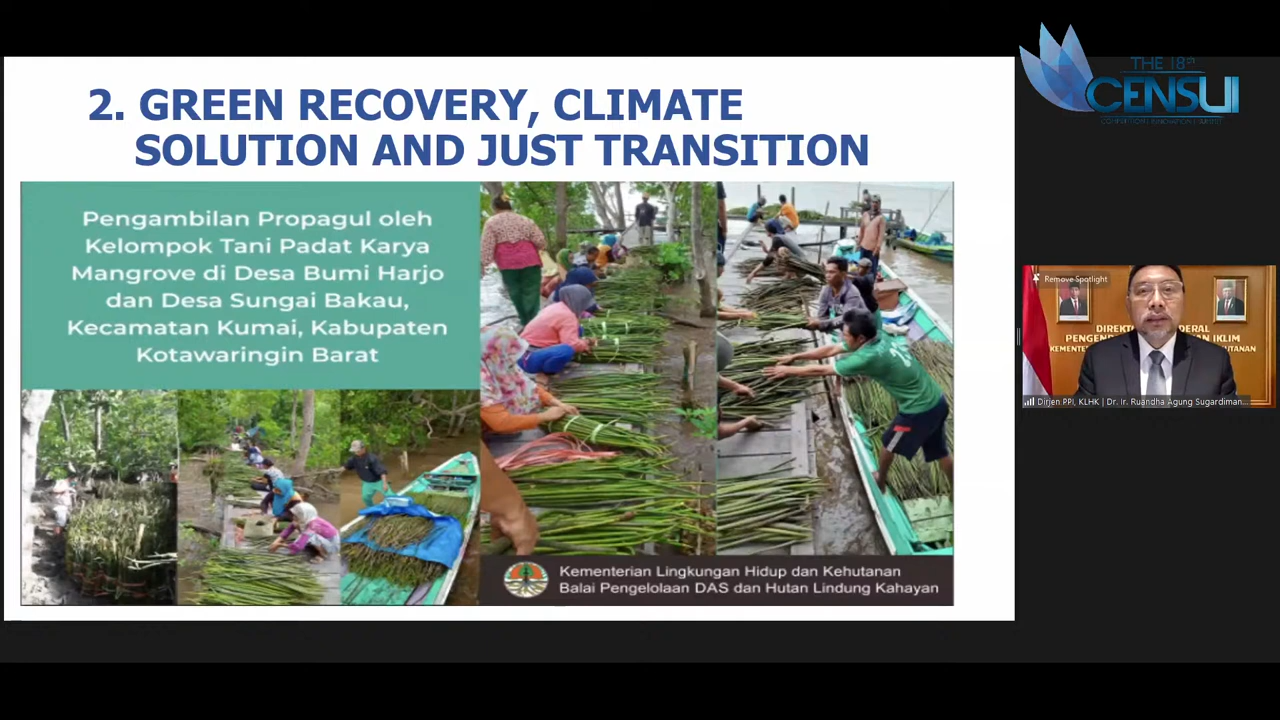 2. GREEN RECOVERY, CLIMATE
SOLUTION AND JUST TRANSITION
Pengambilan Propagul oleh
Kelompok Tani Padat Karya
Mangrove di Desa Bumi Harjo
dan Desa Sungai Bakau,
Kecamatan Kumai, Kabupaten
Kotawaringin Barat
Kementerian Lingkungan Hidup dan Kehutanan
Balai Pengelolaan DAS dan Hutan Lindung Kahayan
THE 18th
CENSUI
Remove Spotlight
Dirjen PPI, KLHK | Dr. ir. Ruandha Agung Sugardiman...